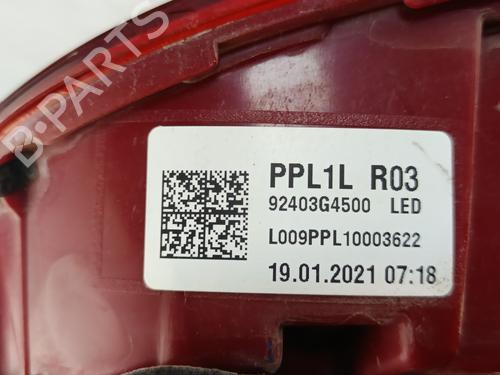 B-PARTS
PPL1L R03
92403G4500 LED
L009PPL10003622
19.01.2021 07:18